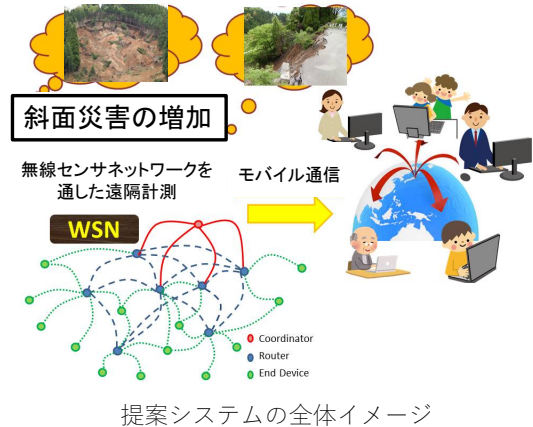 斜面災害の増加
無線センサネットワークを
通した遠隔計測
モバイル通信
WSN
Coordinator
Router
End Device
提案システムの全体イメージ